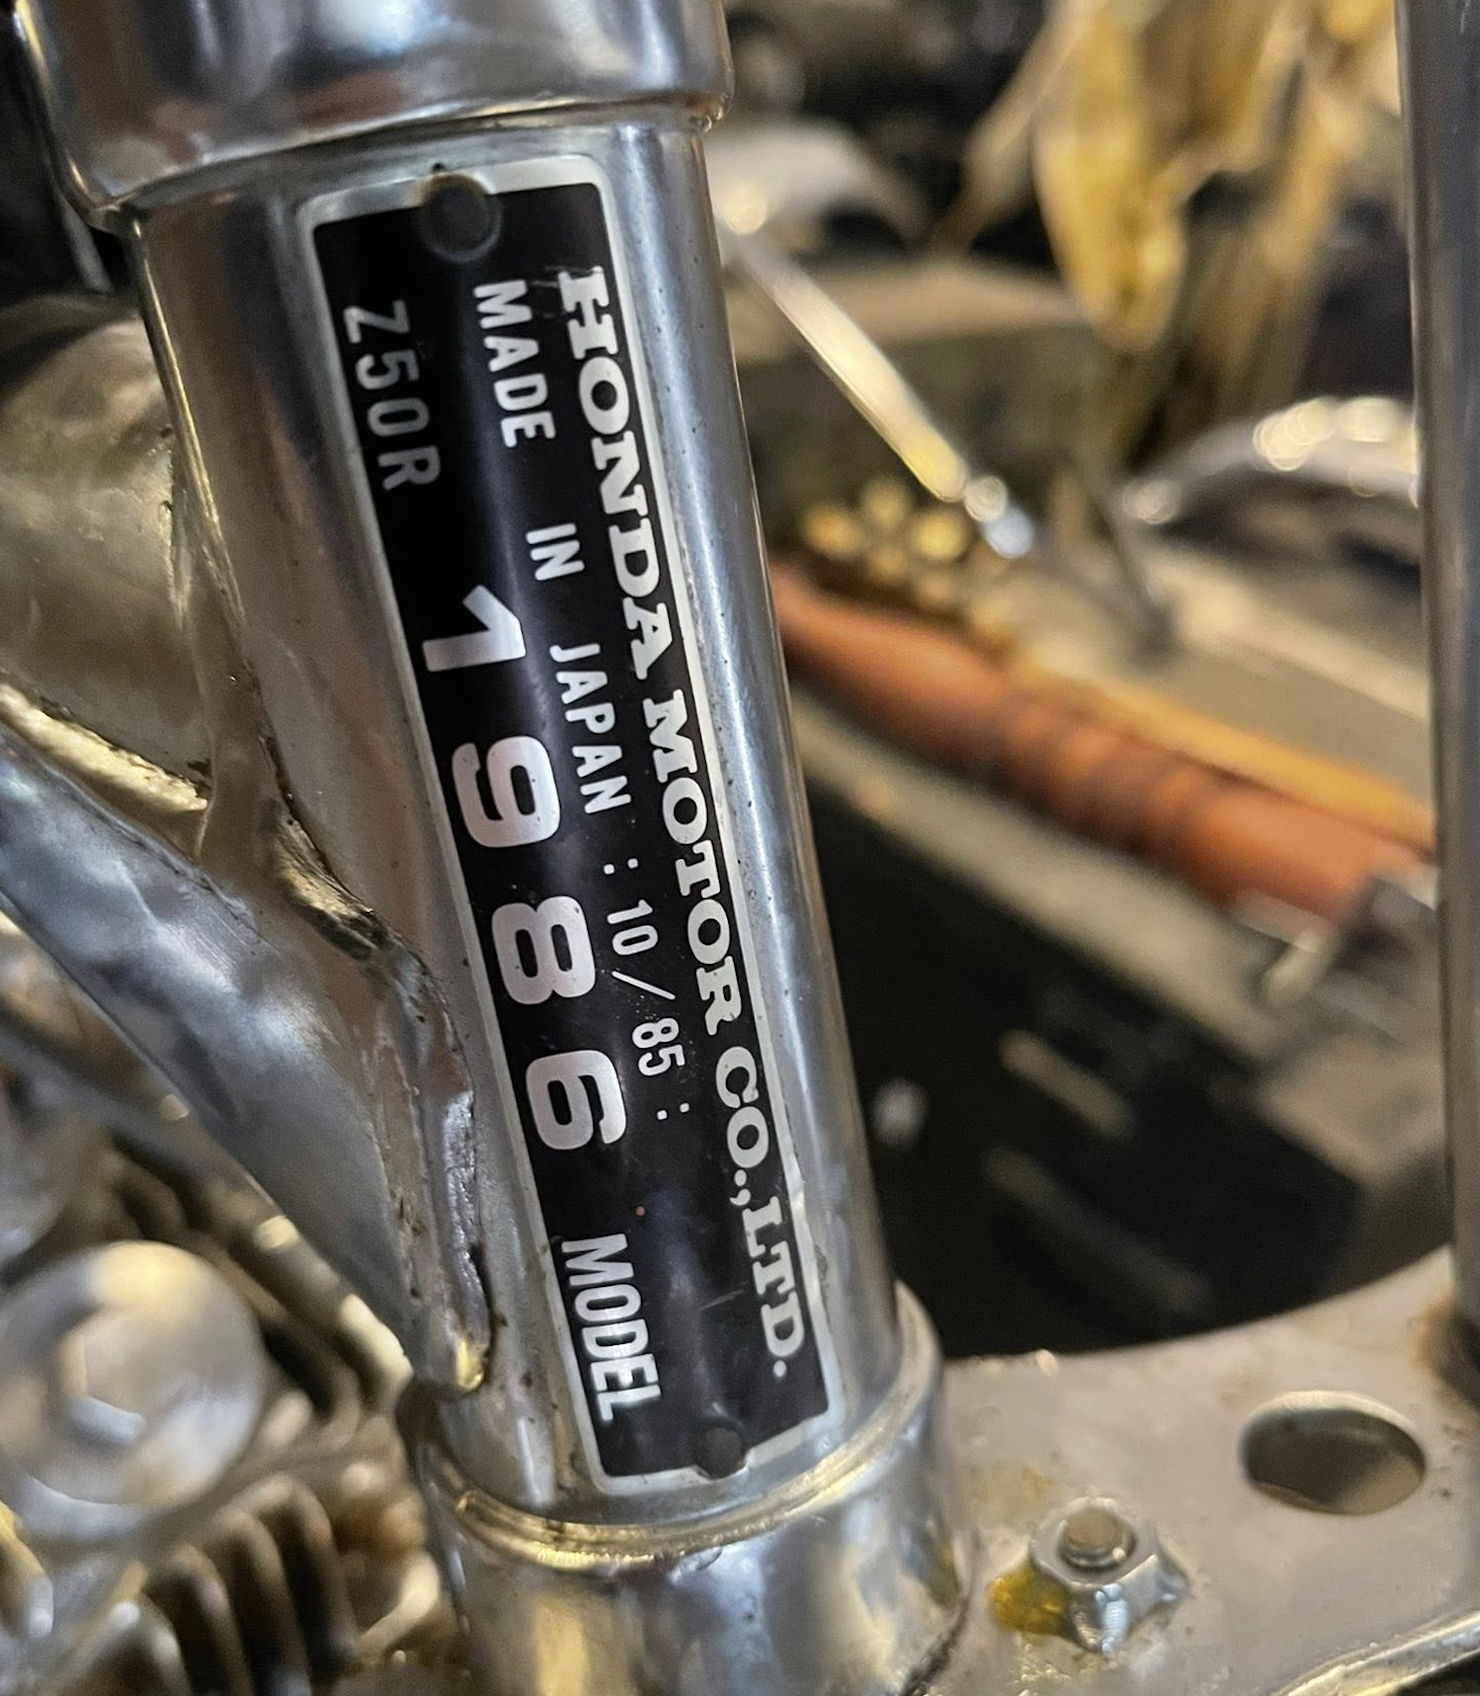 HONDA MOTOR CO.,LTD.
MADE IN JAPAN : 10/85 :
Z50R 1986 MODEL